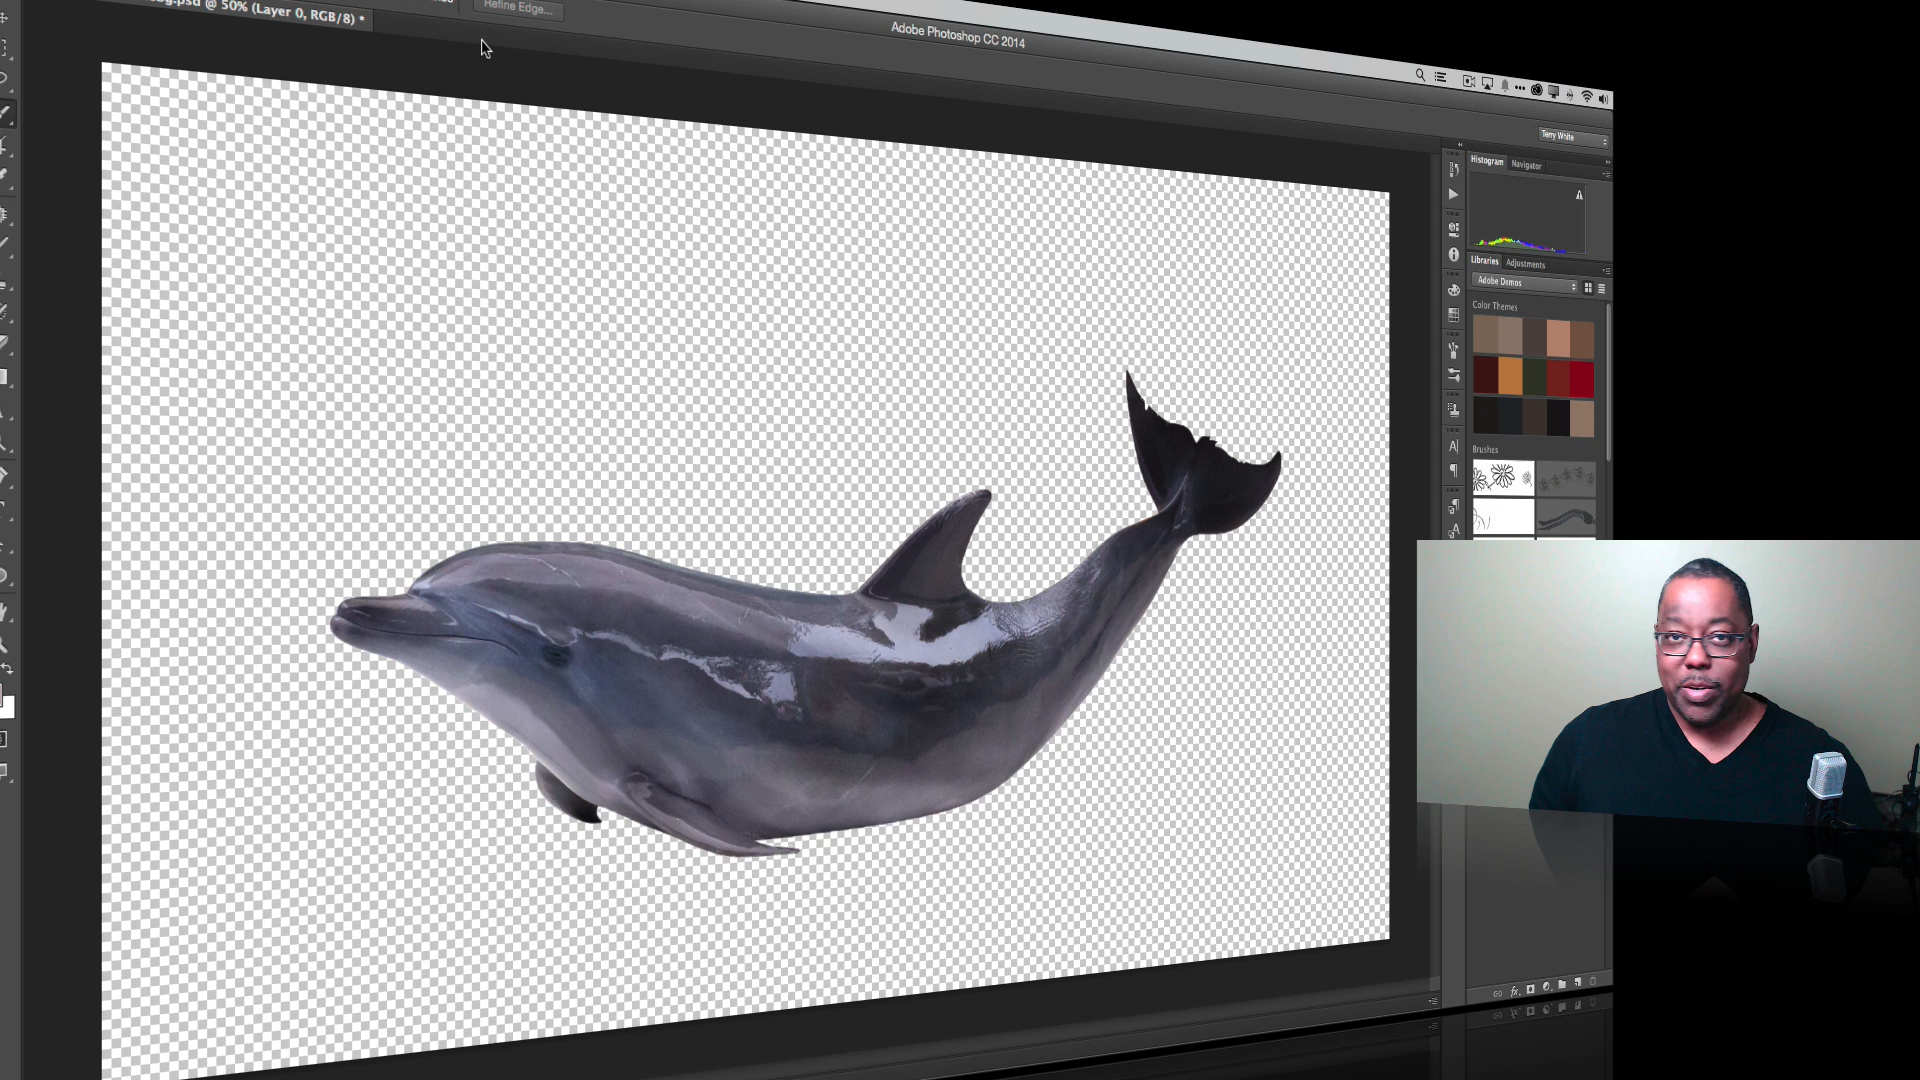 g.psd @ 50% (Layer 0, RGB/8) *
Refine Edge...
Adobe Photoshop CC 2014
Terry White
Histogram
Navigator
Libraries
Adjustments
Adobe Demos
Color Themes
Brushes